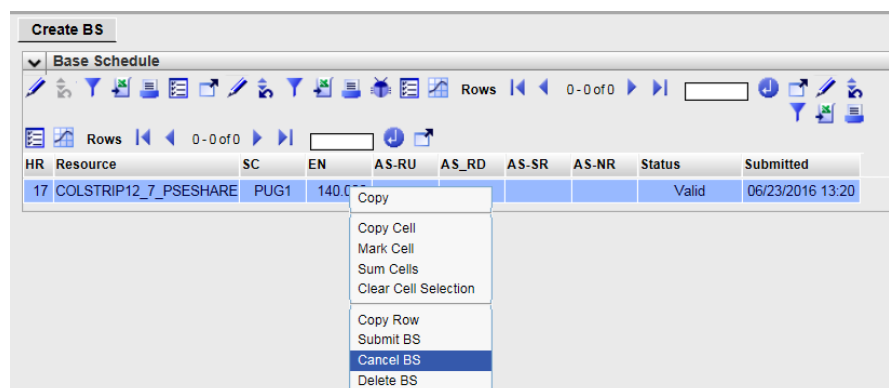 Create BS
Base Schedule
Rows 0 - 0 of 0
Rows 0 - 0 of 0
HR Resource SC EN AS-RU AS_RD AS-SR AS-NR Status Submitted
17 COLSTRIP12_7_PSESHARE PUG1 Valid 06/23/2016 13:20
Copy
Copy Cell
Mark Cell
Sum Cells
Clear Cell Selection
Copy Row
Submit BS
Cancel BS
Delete BS